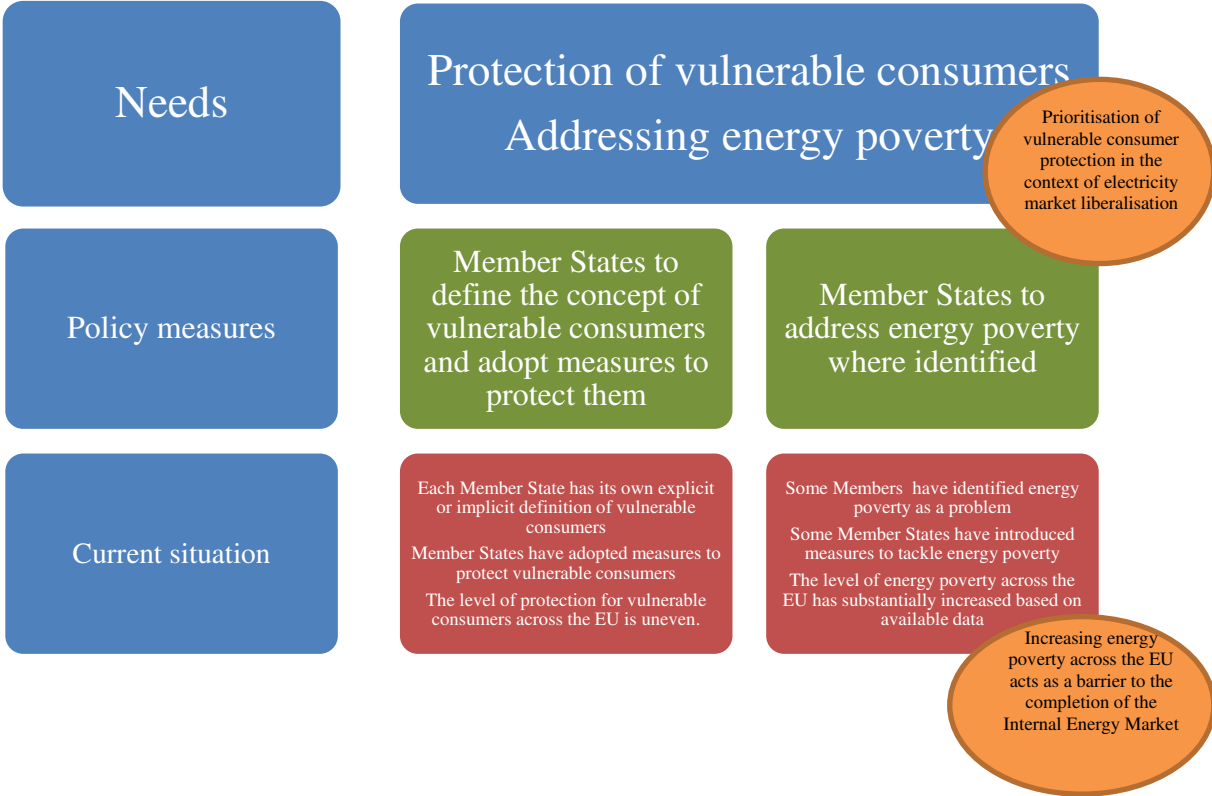 Needs
Protection of vulnerable consumers
Addressing energy poverty
Prioritisation of
vulnerable consumer
protection in the
context of electricity
market liberalisation
Policy measures
Member States to
define the concept of
vulnerable consumers
and adopt measures to
protect them
Member States to
address energy poverty
where identified
Current situation
Each Member State has its own explicit
or implicit definition of vulnerable
consumers
Member States have adopted measures to
protect vulnerable consumers
The level of protection for vulnerable
consumers across the EU is uneven.
Some Members have identified energy
poverty as a problem
Some Member States have introduced
measures to tackle energy poverty
The level of energy poverty across the
EU has substantially increased based on
available data
Increasing energy
poverty across the EU
acts as a barrier to the
completion of the
Internal Energy Market